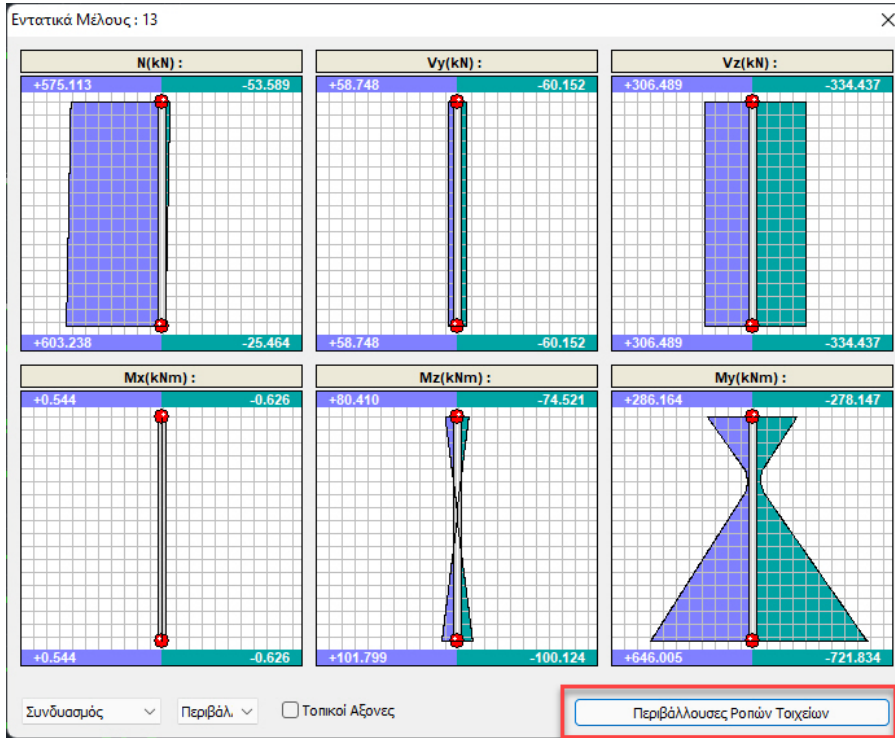 Εντατικά Μέλους : 13
N(kN) : Vy(kN) : Vz(kN) :
+575.113 -53.589 +58.748 -60.152 +306.489 -334.437
+603.238 -25.464 +58.748 -60.152 +306.489 -334.437
Mx(kNm) : Mz(kNm) : My(kNm) :
+0.544 -0.626 +80.410 -74.521 +286.164 -278.147
+0.544 -0.626 +101.799 -100.124 +646.005 -721.834
Συνδυασμός Περιβάλ. Τοπικοί Αξονες Περιβάλλουσες Ροπών Τοιχείων